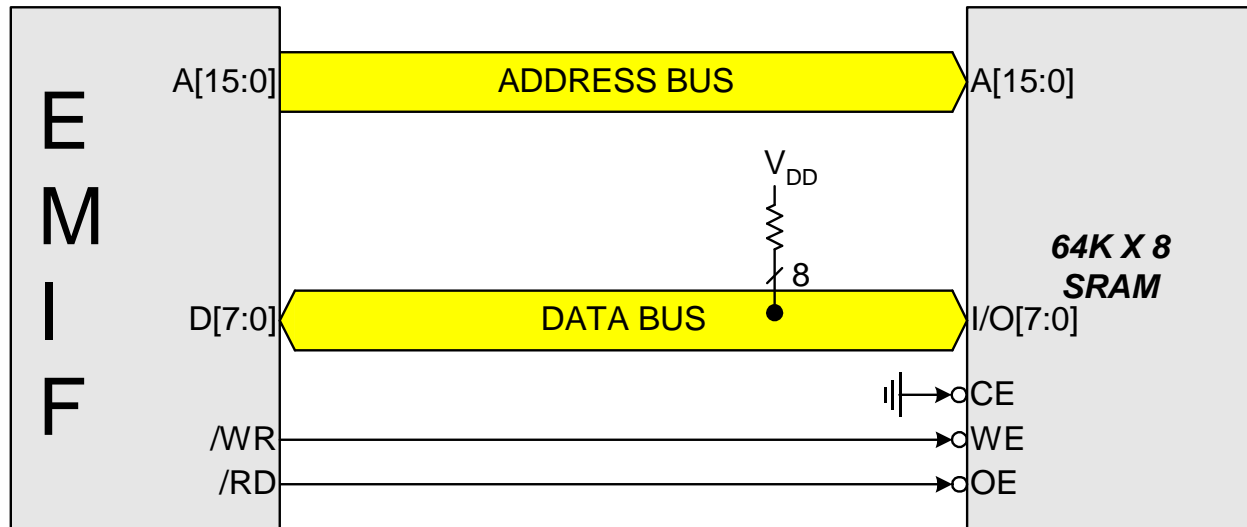 E
M
I
F
A[15:0] ADDRESS BUS A[15:0]
VDD
8
64K X 8
SRAM
D[7:0] DATA BUS I/O[7:0]
CE
/WR WE
/RD OE